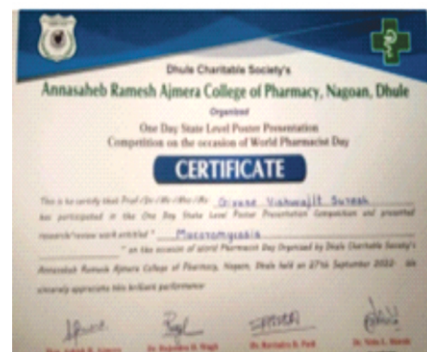 Dhule Charitable Society's
Annasaheb Ramesh Ajmera College of Pharmacy, Nagoan, Dhule
Organized
One Day State Level Poster Presentation
Competition on the occasion of World Pharmacist Day
CERTIFICATE
This is to certify that Prof./Dr./Mr./Mrs./Ms. Vishwajit Suresh
has participated in the One Day State Level Poster Presentation Competition and presented
research/review work entitled "
" on the occasion of World Pharmacist Day Organized by Dhule Charitable Society's
Annasaheb Ramesh Ajmera College of Pharmacy, Nagaon, Dhule held on 27th September 2022. We
sincerely appreciate this brilliant performance